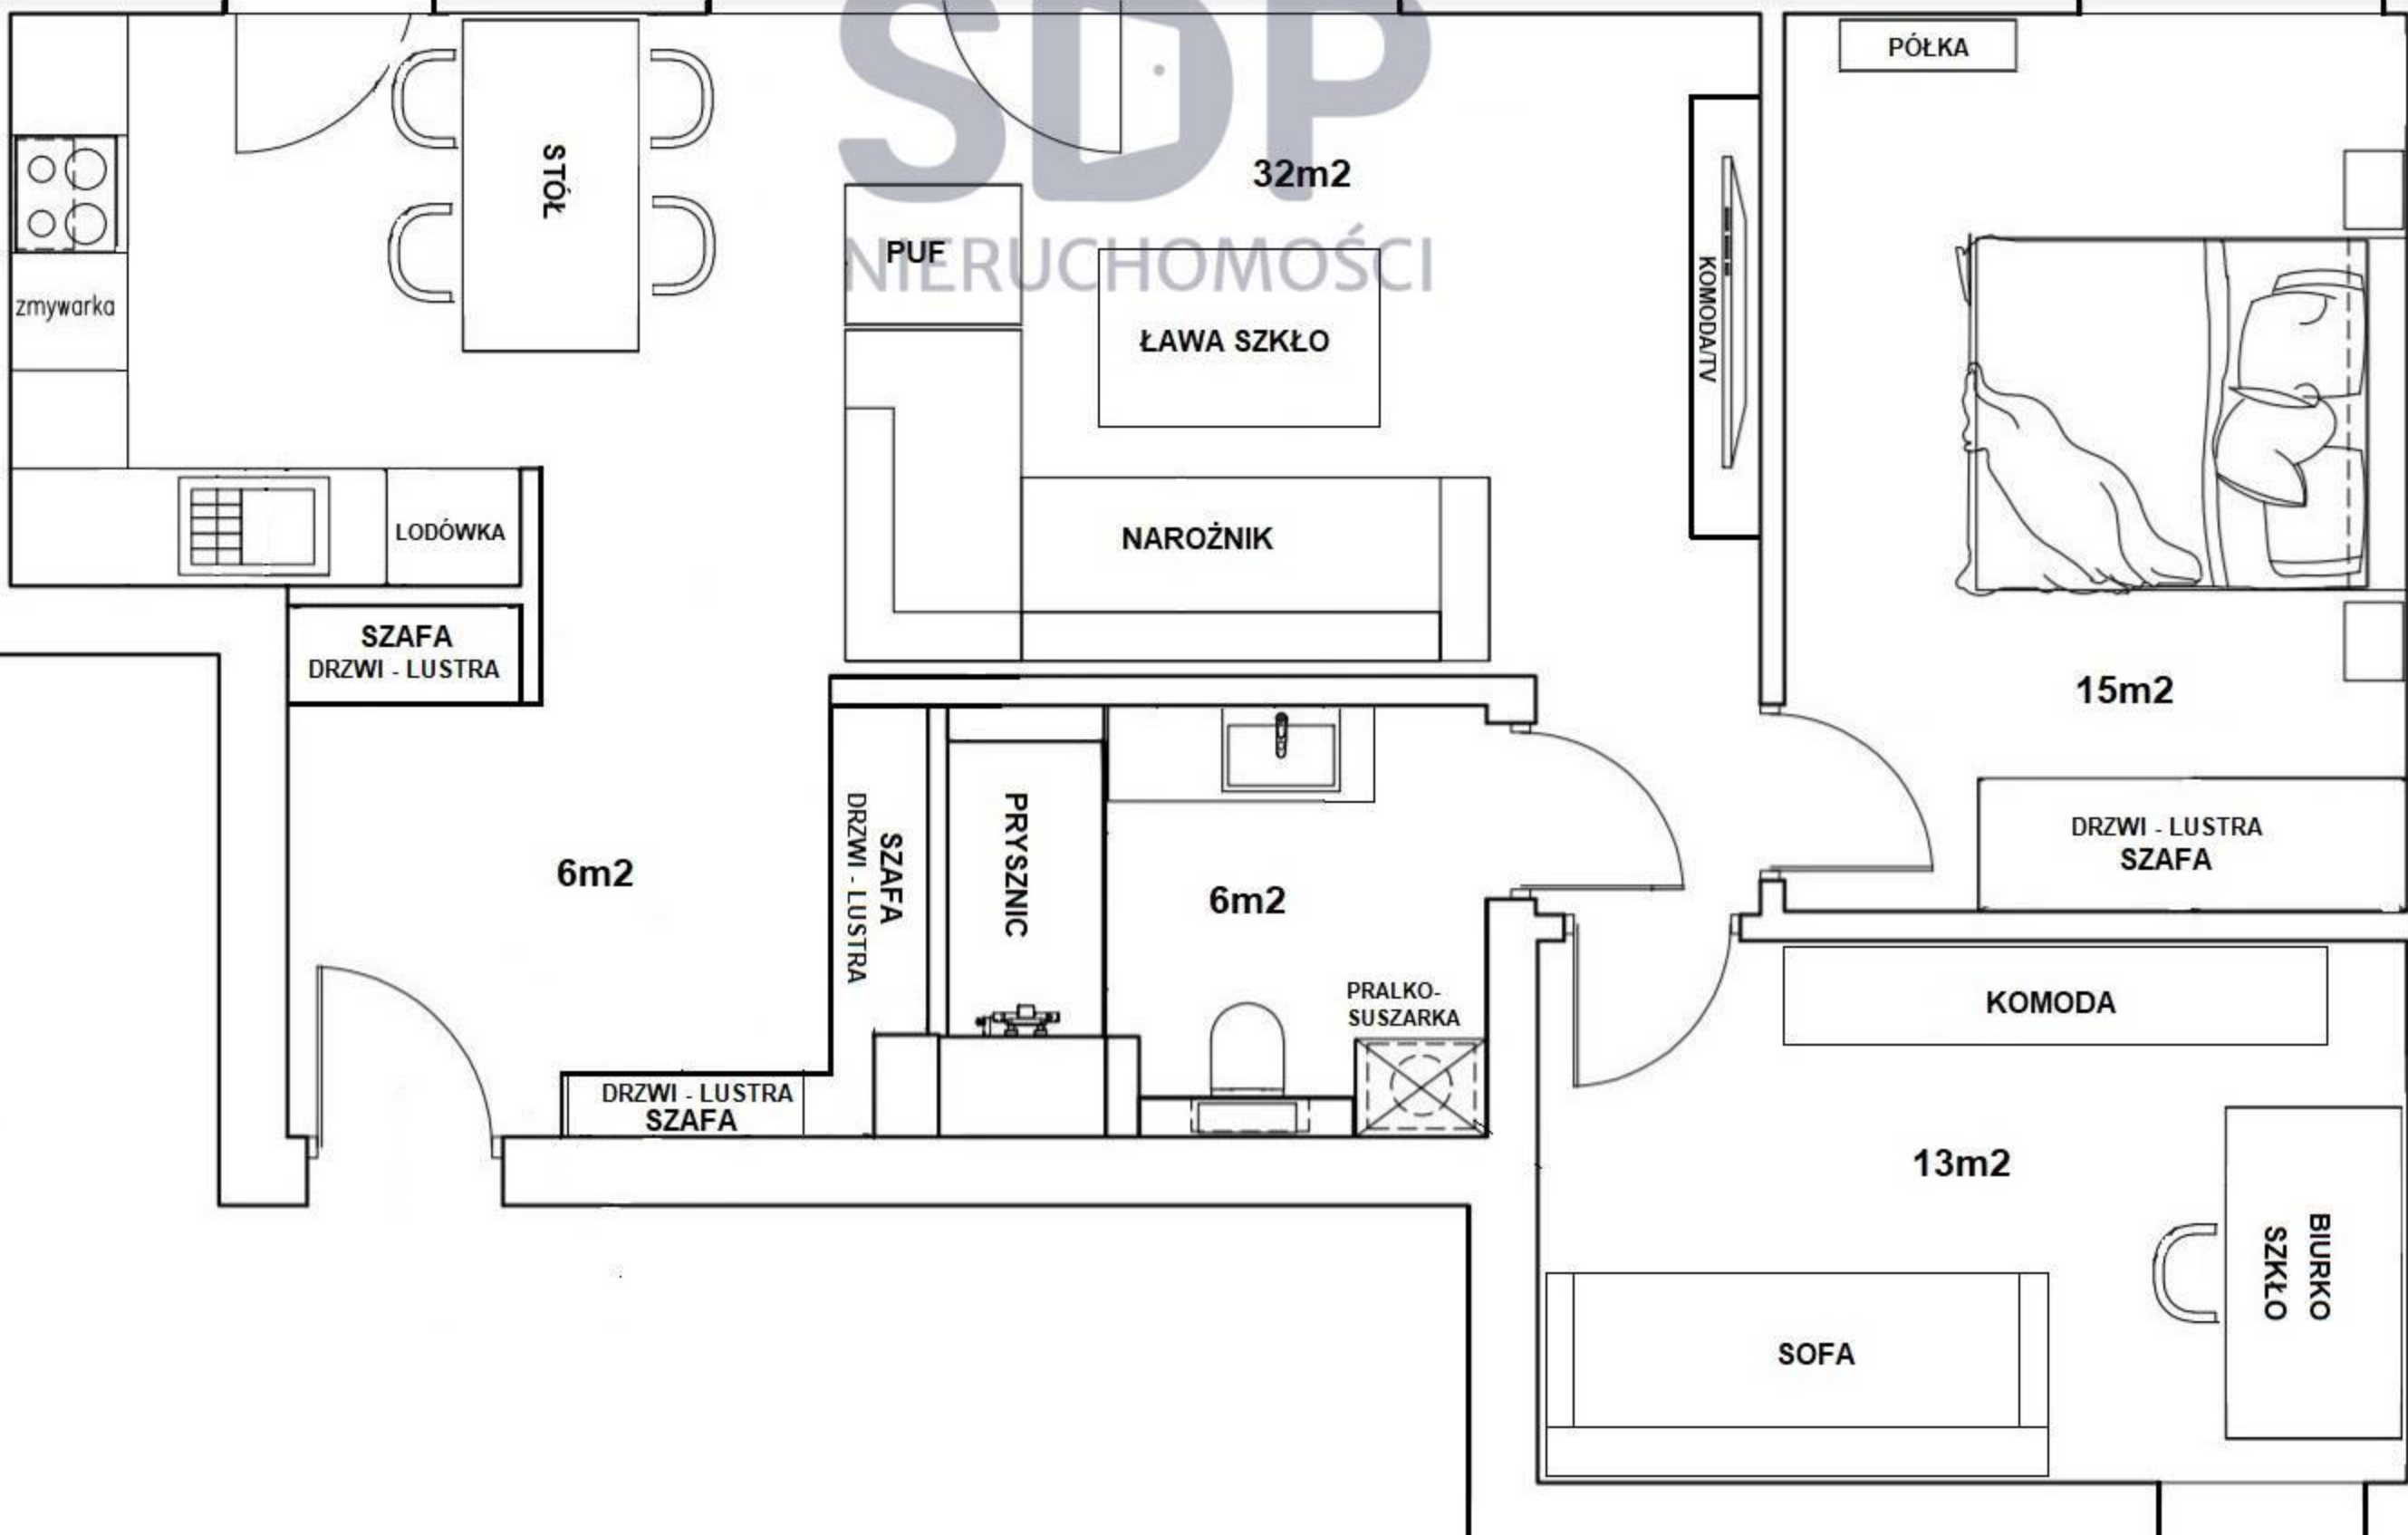 SDP
NIERUCHOMOŚCI
PÓŁKA
STÓŁ
32m2
PUF
zmywarka
ŁAWA SZKŁO
KOMODA/TV
LODÓWKA
NAROŻNIK
SZAFA
DRZWI - LUSTRA
15m2
DRZWI - LUSTRA
SZAFA
6m2
SZAFA
DRZWI - LUSTRA
PRYSZNIC
6m2
PRALKO-
SUSZARKA
KOMODA
DRZWI - LUSTRA
SZAFA
13m2
BIURKO
SZKŁO
SOFA